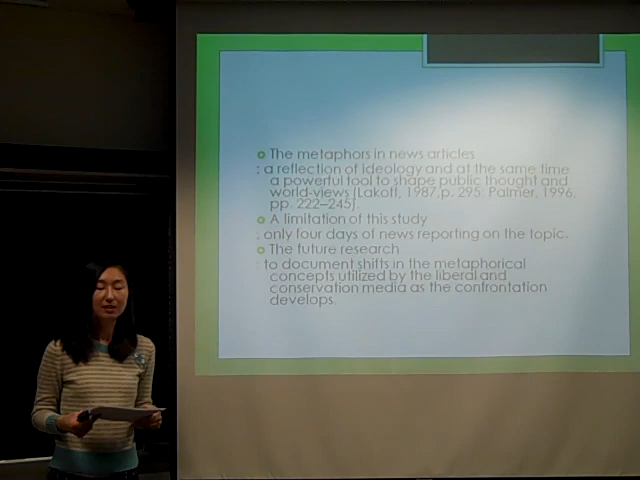 The metaphors in news articles
: a reflection of ideology and at the same time
a powerful tool to shape public thought and
world-views (Lakoff, 1987,p. 295. Palmer, 1996,
pp. 222–245).
A limitation of this study
: only four days of news reporting on the topic.
The future research
: to document shifts in the metaphorical
concepts utilized by the liberal and
conservation media as the confrontation
develops.